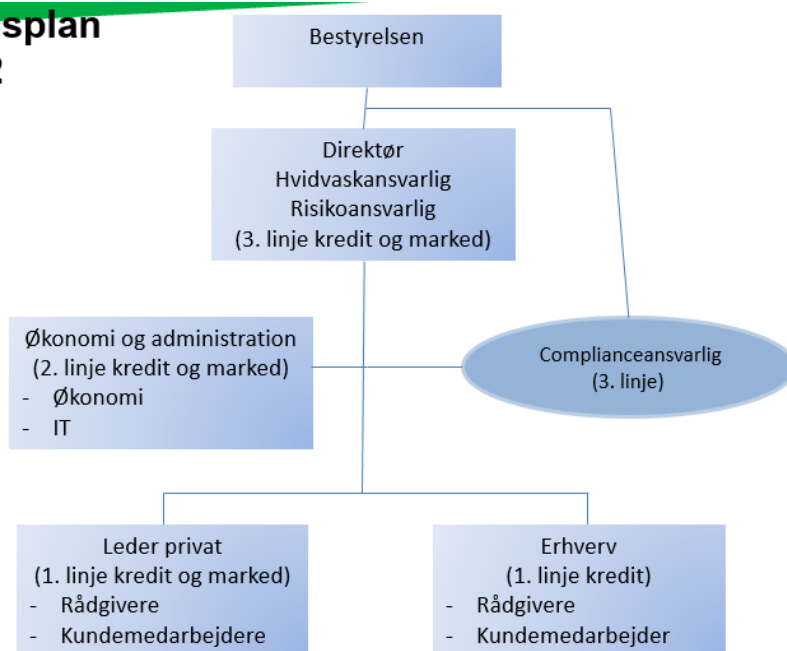 splan
2
Bestyrelsen
Direktør
Hvidvaskansvarlig
Risikoansvarlig
(3. linje kredit og marked)
Økonomi og administration
(2. linje kredit og marked)
- Økonomi
- IT
Complianceansvarlig
(3. linje)
Leder privat
(1. linje kredit og marked)
- Rådgivere
- Kundemedarbejdere
Erhverv
(1. linje kredit)
- Rådgivere
- Kundemedarbejder